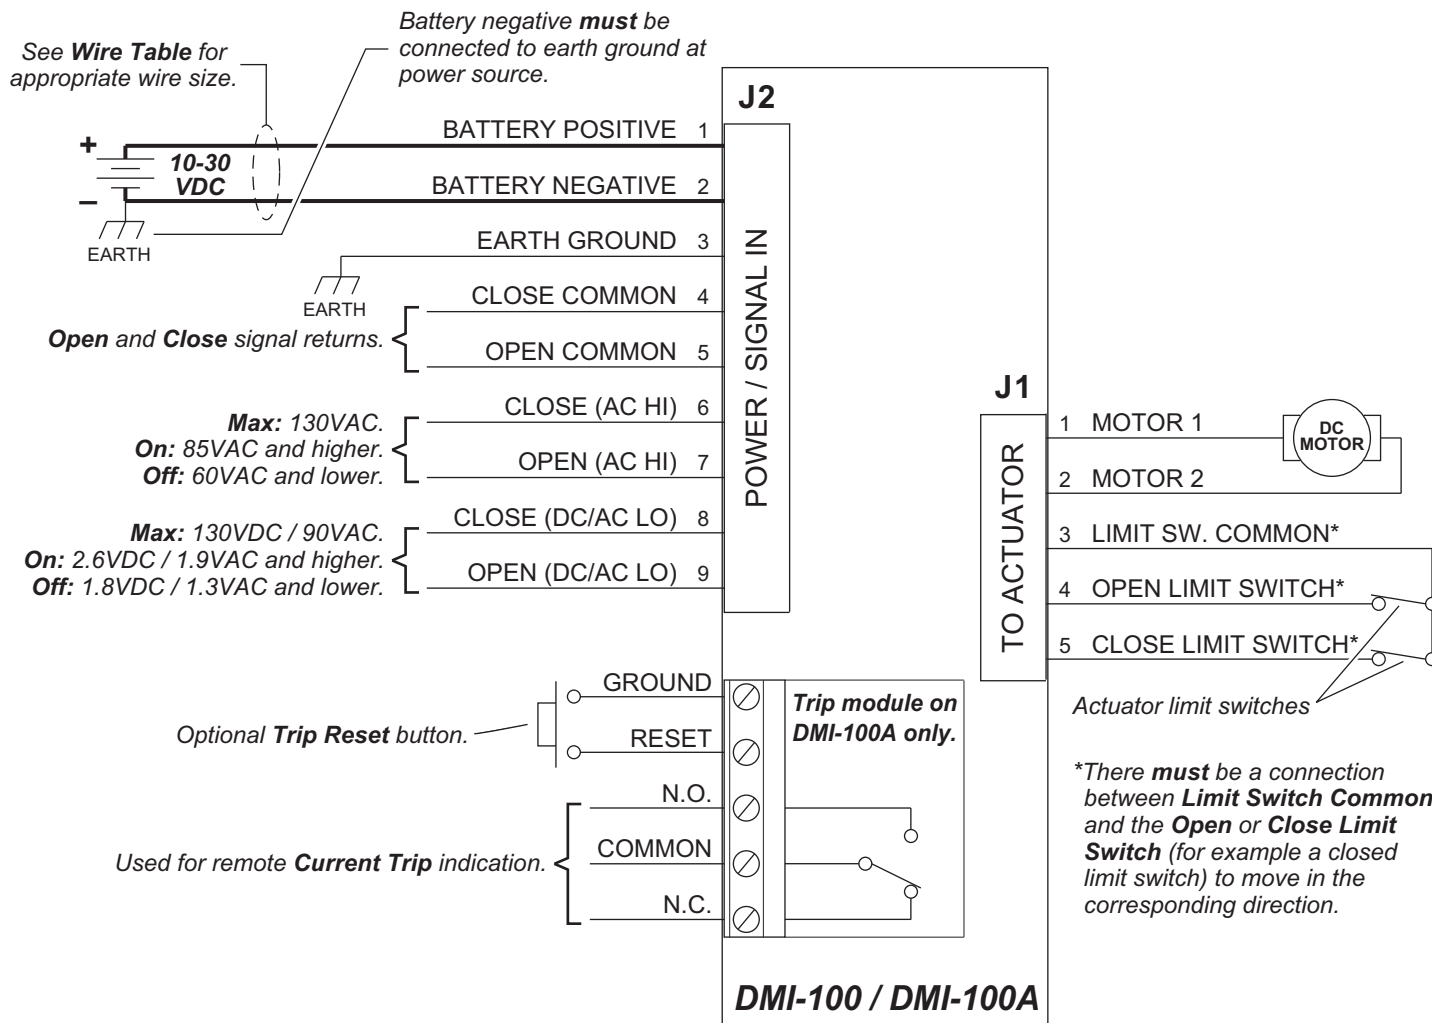 See Wire Table for
appropriate wire size.
Battery negative must be
connected to earth ground at
power source.
+
10-30
VDC
–
EARTH
EARTH
J2
BATTERY POSITIVE 1
BATTERY NEGATIVE 2
EARTH GROUND 3
CLOSE COMMON 4
OPEN COMMON 5
CLOSE (AC HI) 6
OPEN (AC HI) 7
CLOSE (DC/AC LO) 8
OPEN (DC/AC LO) 9
POWER / SIGNAL IN
Open and Close signal returns.
Max: 130VAC.
On: 85VAC and higher.
Off: 60VAC and lower.
Max: 130VDC / 90VAC.
On: 2.6VDC / 1.9VAC and higher.
Off: 1.8VDC / 1.3VAC and lower.
J1
TO ACTUATOR
1 MOTOR 1
2 MOTOR 2
3 LIMIT SW. COMMON*
4 OPEN LIMIT SWITCH*
5 CLOSE LIMIT SWITCH*
DC
MOTOR
Actuator limit switches
*There must be a connection
between Limit Switch Common
and the Open or Close Limit
Switch (for example a closed
limit switch) to move in the
corresponding direction.
GROUND
RESET
N.O.
COMMON
N.C.
Optional Trip Reset button.
Used for remote Current Trip indication.
Trip module on
DMI-100A only.
DMI-100 / DMI-100A